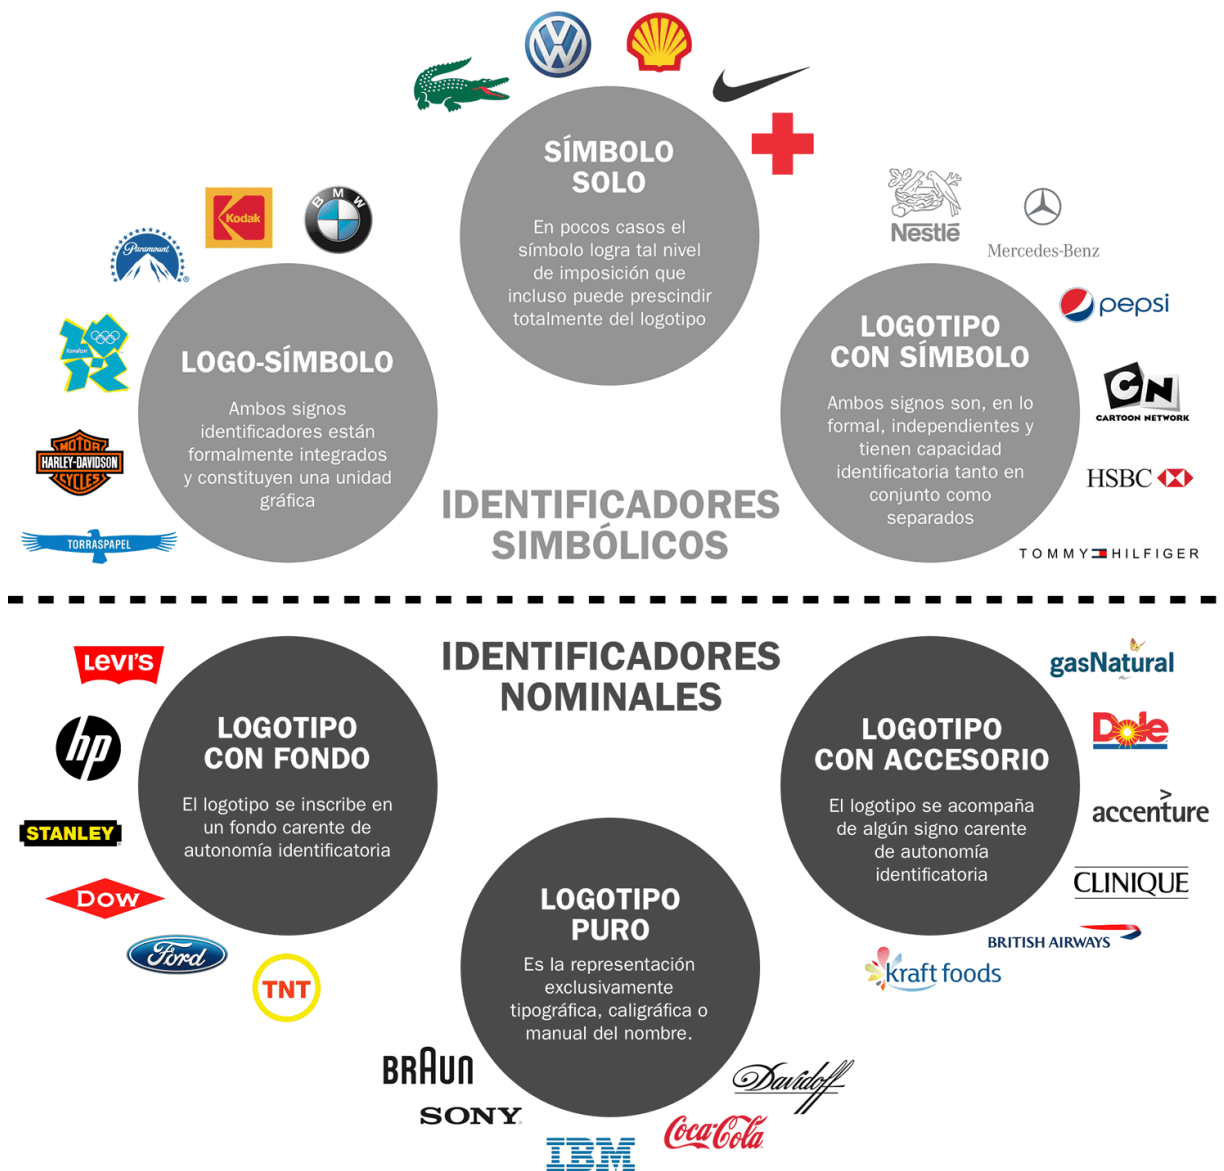 SÍMBOLO
SOLO
En pocos casos el
símbolo logra tal nivel
de imposición que
incluso puede prescindir
totalmente del logotipo
Kodak
BMW
Paramount
london
MOTOR
HARLEY-DAVIDSON
CYCLES
TORRASPAPEL
LOGO-SÍMBOLO
Ambos signos
identificadores están
formalmente integrados
y constituyen una unidad
gráfica
Nestlé
Mercedes-Benz
pepsi
CN
CARTOON NETWORK
HSBC
TOMMY HILFIGER
LOGOTIPO
CON SÍMBOLO
Ambos signos son, en lo
formal, independientes y
tienen capacidad
identificatoria tanto en
conjunto como
separados
IDENTIFICADORES
SIMBÓLICOS
IDENTIFICADORES
NOMINALES
LEVI'S
hp
STANLEY
DOW
Ford
TNT
LOGOTIPO
CON FONDO
El logotipo se inscribe en
un fondo carente de
autonomía identificatoria
LOGOTIPO
CON ACCESORIO
El logotipo se acompaña
de algún signo carente
de autonomía
identificatoria
gasNatural
Dole
accenture
CLINIQUE
BRITISH AIRWAYS
kraft foods
LOGOTIPO
PURO
Es la representación
exclusivamente
tipográfica, caligráfica o
manual del nombre.
BRAUN
SONY
IBM
Coca-Cola
Davidoff